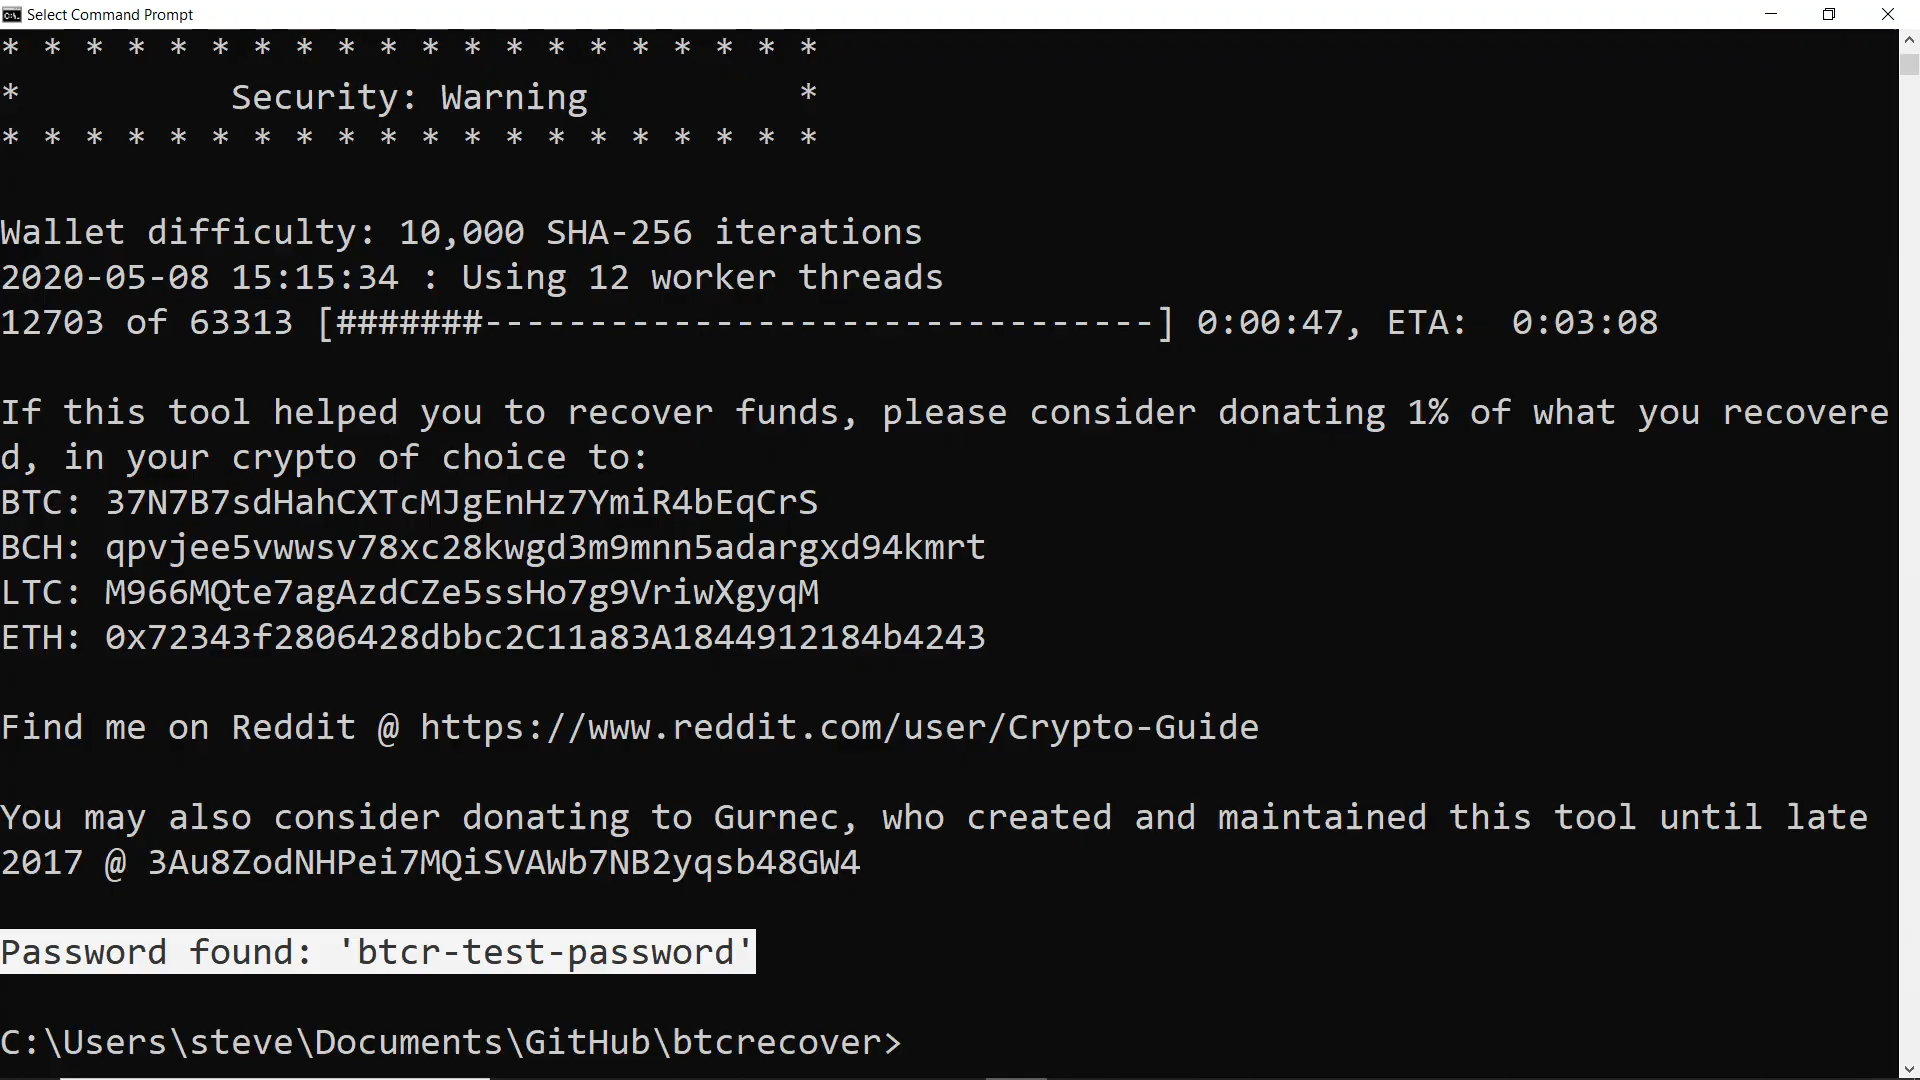 Select Command Prompt
* * * * * * * * * * * * * * * * * * * *
* Security: Warning *
* * * * * * * * * * * * * * * * * * * *
Wallet difficulty: 10,000 SHA-256 iterations
2020-05-08 15:15:34 : Using 12 worker threads
12703 of 63313 [#######--------------------------------] 0:00:47, ETA:  0:03:08
If this tool helped you to recover funds, please consider donating 1% of what you recovere
d, in your crypto of choice to:
BTC: 37N7B7sdHahCXTcMJgEnHz7YmiR4bEqCrS
BCH: qpvjee5vwwsv78xc28kwgd3m9mnn5adargxd94kmrt
LTC: M966MQte7agAzdCZe5ssHo7g9VriwXgyqM
ETH: 0x72343f2806428dbbc2C11a83A1844912184b4243
Find me on Reddit @ https://www.reddit.com/user/Crypto-Guide
You may also consider donating to Gurnec, who created and maintained this tool until late
2017 @ 3Au8ZodNHPei7MQiSVAWb7NB2yqsb48GW4
Password found: 'btcr-test-password'
C:\Users\steve\Documents\GitHub\btcrecover>